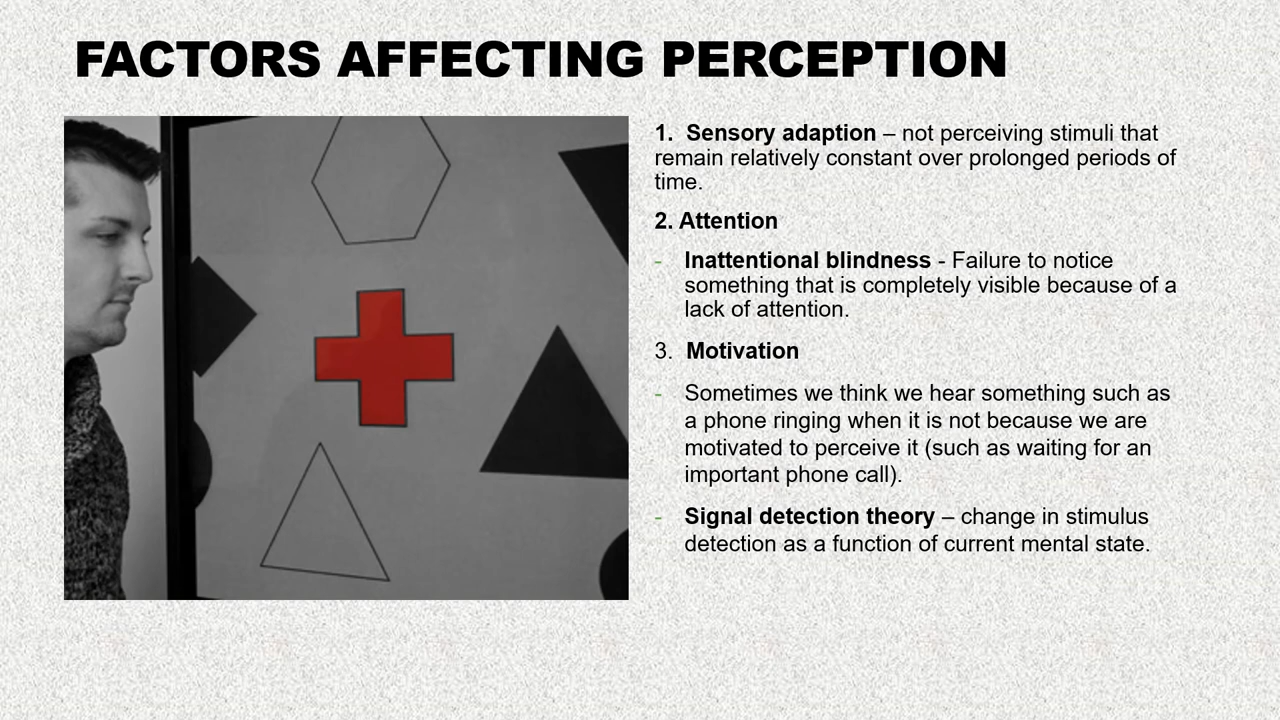 FACTORS AFFECTING PERCEPTION
1. Sensory adaption – not perceiving stimuli that
remain relatively constant over prolonged periods of
time.
2. Attention
- Inattentional blindness - Failure to notice
something that is completely visible because of a
lack of attention.
3. Motivation
- Sometimes we think we hear something such as
a phone ringing when it is not because we are
motivated to perceive it (such as waiting for an
important phone call).
- Signal detection theory – change in stimulus
detection as a function of current mental state.